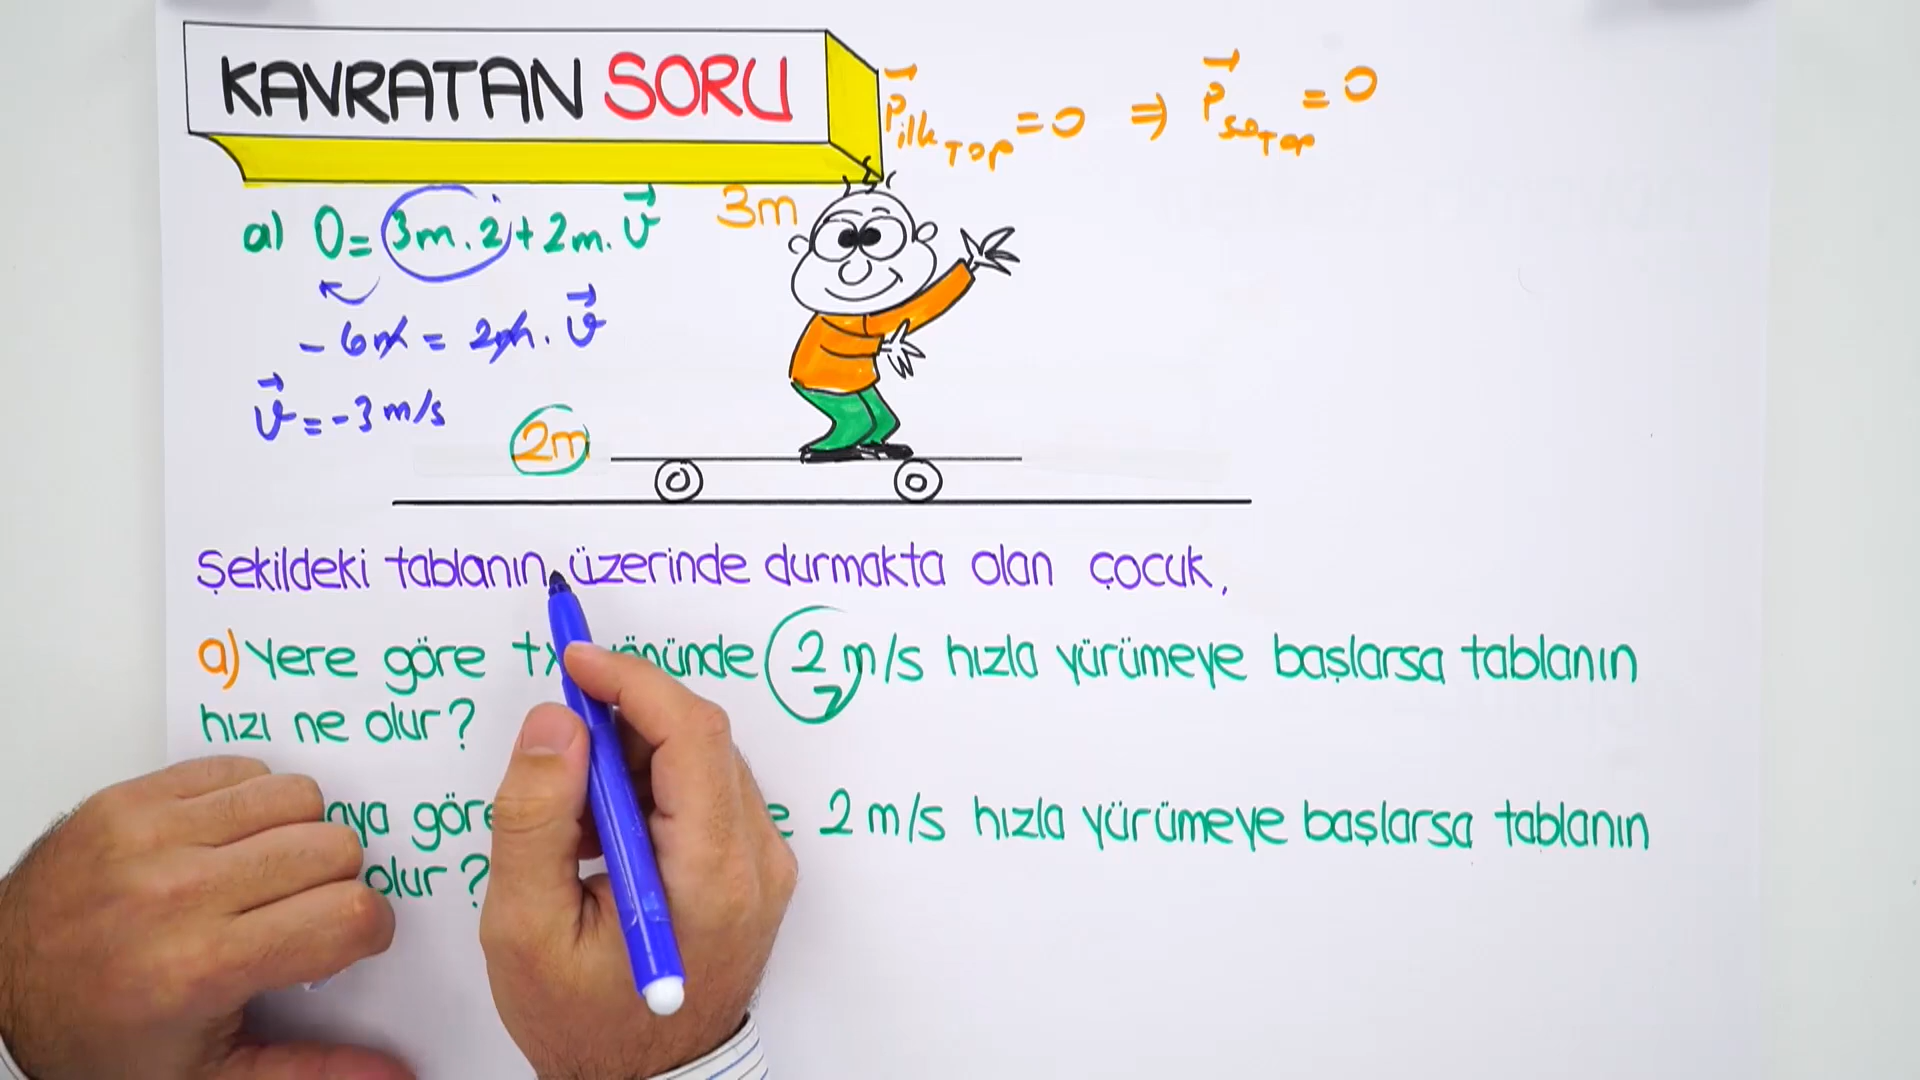 KAVRATAN SORU
P⃗ilk TOP = 0 ⇒ P⃗son TOP = 0
a) 0 = 3m . 2 + 2m . v⃗
- 6m = 2m . v⃗
v⃗ = -3 m/s
3m
2m
Şekildeki tablanın üzerinde durmakta olan çocuk,
a) Yere göre +x yönünde 2 m/s hızla yürümeye başlarsa tablanın
hızı ne olur?
göre 2 m/s hızla yürümeye başlarsa tablanın
olur?